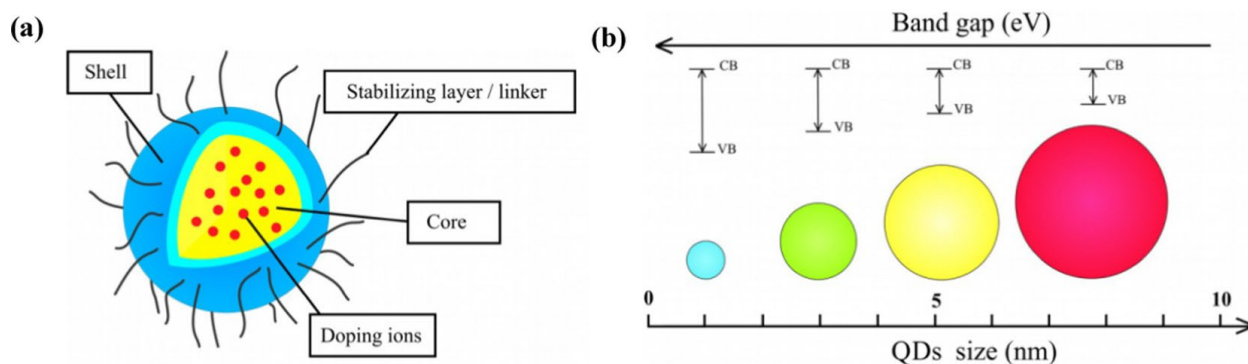 (a)
Shell
Stabilizing layer / linker
Core
Doping ions
(b)
Band gap (eV)
CB CB CB CB
VB
VB
VB
VB
0 5 10
QDs size (nm)